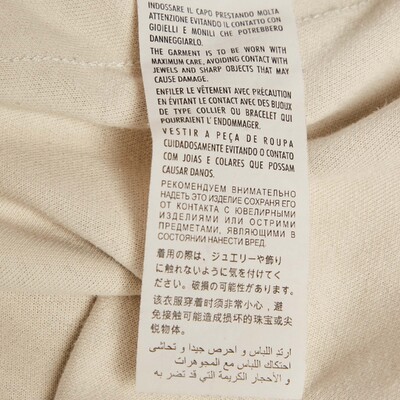 INDOSSARE IL CAPO PRESTANDO MOLTA
ATTENZIONE EVITANDO IL CONTATTO CON
GIOIELLI E MONILI CHE POTREBBERO
DANNEGGIARLO.
THE GARMENT IS TO BE WORN WITH
MAXIMUM CARE, AVOIDING CONTACT WITH
JEWELS AND SHARP OBJECTS THAT MAY
CAUSE DAMAGE.
ENFILER LE VÊTEMENT AVEC PRÉCAUTION
EN ÉVITANT LE CONTACT AVEC DES BIJOUX
DE TYPE COLLIER OU BRACELET QUI
POURRAIENT L' ENDOMMAGER.
VESTIR A PEÇA DE ROUPA
CUIDADOSAMENTE EVITANDO O CONTATO
COM JOIAS E COLARES QUE POSSAM
CAUSAR DANOS.
РЕКОМЕНДУЕМ ВНИМАТЕЛЬНО
НАДЕТЬ ЭТО ИЗДЕЛИЕ СОХРАНЯЯ ЕГО
ОТ КОНТАКТА С ЮВЕЛИРНЫМИ
ИЗДЕЛИЯМИ ИЛИ ОСТРЫМИ
ПРЕДМЕТАМИ, ЯВЛЯЮЩИМИ В
СОСТОЯНИИ НАНЕСТИ ВРЕД.
着用の際は、ジュエリーや飾り
に触れないように気を付けてく
ださい。破損の可能性があります。
该衣服穿着时须非常小心，避
免接触可能造成损坏的珠宝或尖
锐物体。
ارتد اللباس و احرص جيدا و تحاشى
احتكاك اللباس مع المجوهرات
و الأحجار الكريمة التي قد تضر به